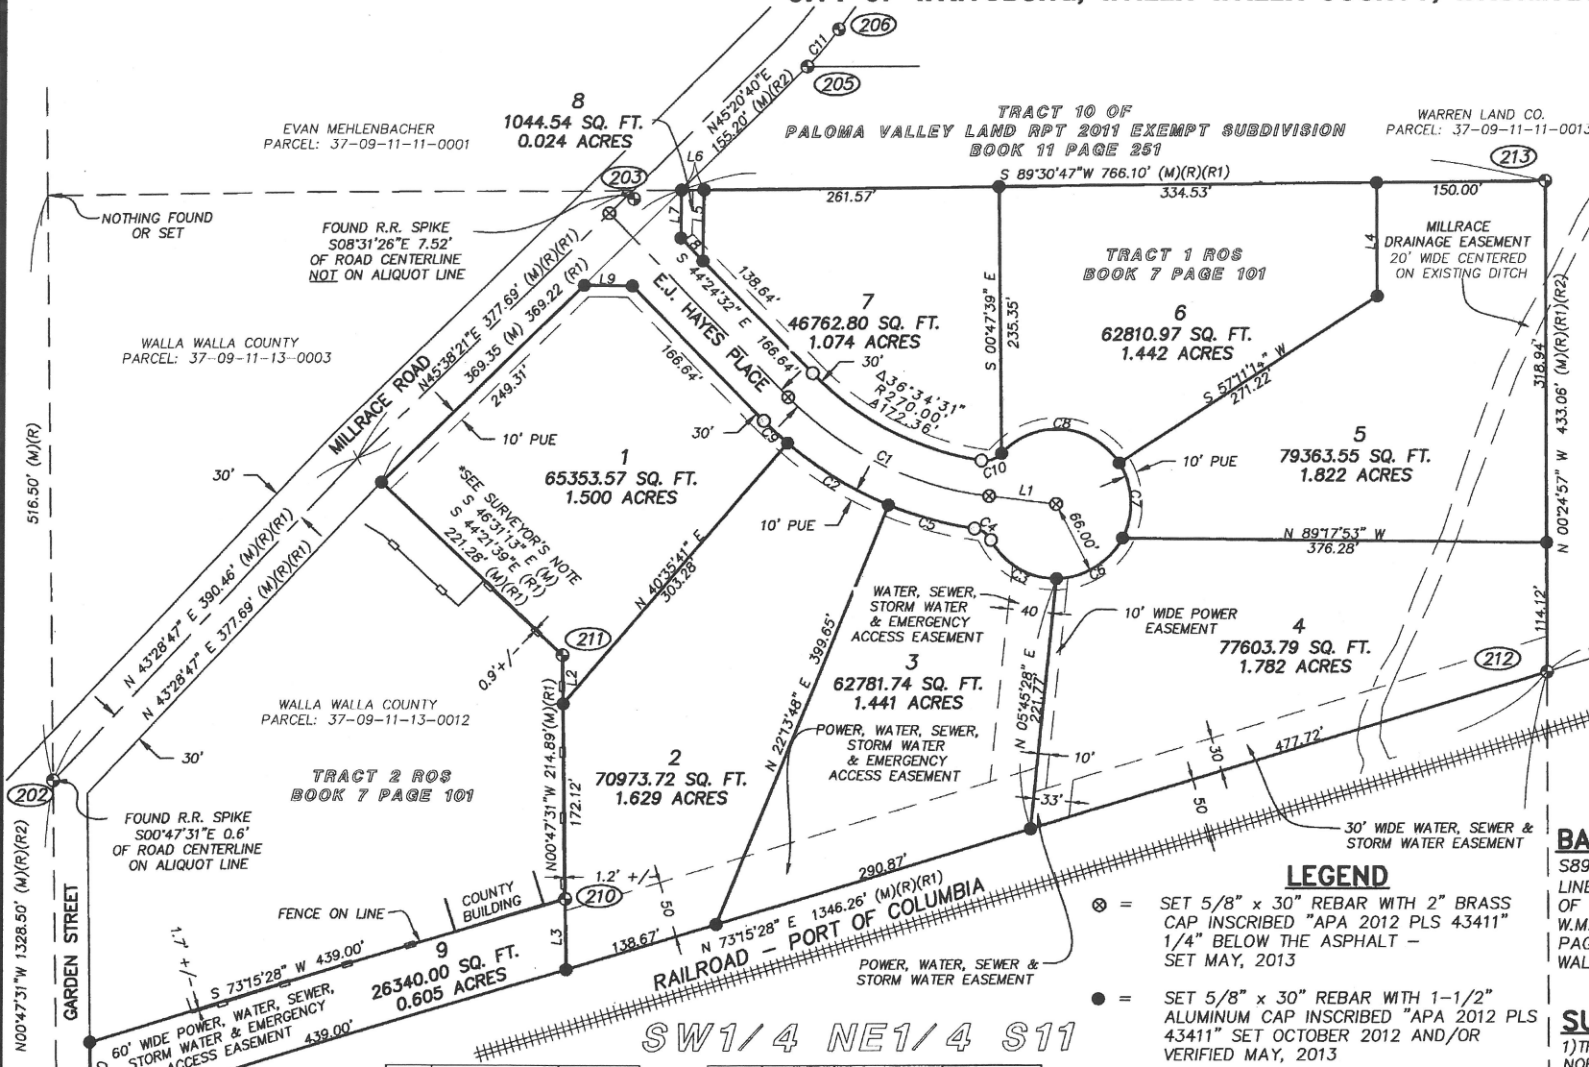 206
C11
205
N45°20'40"E
155.20' (M)(R2)
8
1044.54 SQ. FT.
0.024 ACRES
EVAN MEHLENBACHER
PARCEL: 37-09-11-11-0001
TRACT 10 OF
PALOMA VALLEY LAND RPT 2011 EXEMPT SUBDIVISION
BOOK 11 PAGE 251
WARREN LAND CO.
PARCEL: 37-09-11-11-0013
213
203
L6
S 89°30'47"W 766.10' (M)(R)(R1)
261.57'
334.53'
150.00'
NOTHING FOUND
OR SET
FOUND R.R. SPIKE
S08°31'26"E 7.52'
OF ROAD CENTERLINE
NOT ON ALIQUOT LINE
L7
L5
L4
MILLRACE
DRAINAGE EASEMENT
20' WIDE CENTERED
ON EXISTING DITCH
TRACT 1 ROS
BOOK 7 PAGE 101
S 44°24'32" E 166.64'
138.64'
E.J. HAYES PLACE
L9
166.64'
7
46762.80 SQ. FT.
1.074 ACRES
S 00°47'39" E
235.35'
6
62810.97 SQ. FT.
1.442 ACRES
S 57°11'14" W
271.22'
318.94'
N 00°24'57" W 433.06' (M)(R)(R1)(R2)
WALLA WALLA COUNTY
PARCEL: 37-09-11-13-0003
N45°38'21"E 377.69' (M)(R)(R1)
369.35 (M) 369.22 (R1)
249.31'
MILLRACE ROAD
10' PUE
30'
30'
Δ36°34'31"
R270.00'
A172.36'
30'
C9
C10
C8
C1
C2
L1
66.00'
C7
10' PUE
5
79363.55 SQ. FT.
1.822 ACRES
516.50' (M)(R)
1
65353.57 SQ. FT.
1.500 ACRES
*SEE SURVEYOR'S NOTE
S 46°31'13" E (M)
S 44°21'39"E (R1)
221.28' (M)(R1)
10' PUE
C5
C4
C3
C6
N 89°17'53" W
376.28'
N 43°28'47" E 390.46' (M)(R)(R1)
N 43°28'47" E 377.69' (M)(R)(R1)
N 40°35'41" E
303.28'
114.12'
WATER, SEWER,
STORM WATER
& EMERGENCY
ACCESS EASEMENT
40
10' WIDE POWER
EASEMENT
4
77603.79 SQ. FT.
1.782 ACRES
212
211
0.9'+/-
L2
3
62781.74 SQ. FT.
1.441 ACRES
N 22°13'48" E 399.65'
N 05°45'28" E
221.77'
WALLA WALLA COUNTY
PARCEL: 37-09-11-13-0012
30'
TRACT 2 ROS
BOOK 7 PAGE 101
N00°47'31"W 214.89'(M)(R1)
172.12'
2
70973.72 SQ. FT.
1.629 ACRES
POWER, WATER, SEWER,
STORM WATER
& EMERGENCY
ACCESS EASEMENT
10'
33'
477.72'
30
50
202
FOUND R.R. SPIKE
S00°47'31"E 0.6'
OF ROAD CENTERLINE
ON ALIQUOT LINE
30' WIDE WATER, SEWER &
STORM WATER EASEMENT
N00°47'31"W 1328.50' (M)(R)(R2)
GARDEN STREET
1.7' +/-
FENCE ON LINE
COUNTY
BUILDING
1.2' +/-
210
50
290.87'
L3
138.67'
N 73°15'28" E 1346.26' (M)(R)(R1)
RAILROAD - PORT OF COLUMBIA
S 73°15'28" W 439.00'
9
26340.00 SQ. FT.
0.605 ACRES
439.00'
60' WIDE POWER, WATER, SEWER,
STORM WATER & EMERGENCY
ACCESS EASEMENT
POWER, WATER, SEWER &
STORM WATER EASEMENT
SW1/4 NE1/4 S11
LEGEND
= SET 5/8" x 30" REBAR WITH 2" BRASS
CAP INSCRIBED "APA 2012 PLS 43411"
1/4" BELOW THE ASPHALT -
SET MAY, 2013
= SET 5/8" x 30" REBAR WITH 1-1/2"
ALUMINUM CAP INSCRIBED "APA 2012 PLS
43411" SET OCTOBER 2012 AND/OR
VERIFIED MAY, 2013
BA
S89
LINE
OF
W.M.
PAG
WAL
SU